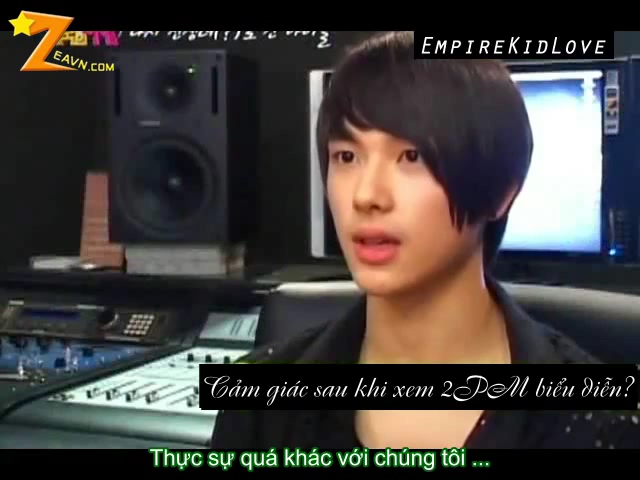 ZEAVN.COM
EMPIREKIDLOVE
Cảm giác sau khi xem 2PM biểu diễn?
Thực sự quá khác với chúng tôi ...